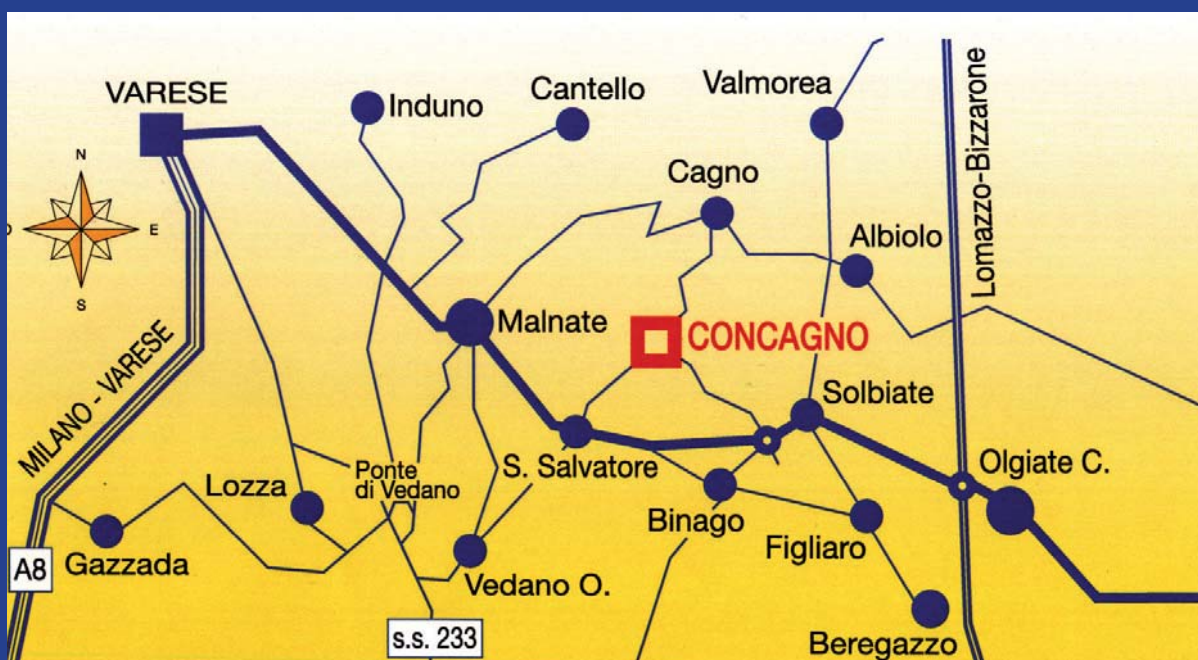 VARESE
Induno
Cantello
Valmorea
Lomazzo-Bizzarone
N
O
E
S
Cagno
Albiolo
MILANO - VARESE
Malnate
CONCAGNO
Solbiate
Ponte
di Vedano
S. Salvatore
Olgiate C.
Lozza
Binago
Figliaro
A8
Gazzada
Vedano O.
s.s. 233
Beregazzo